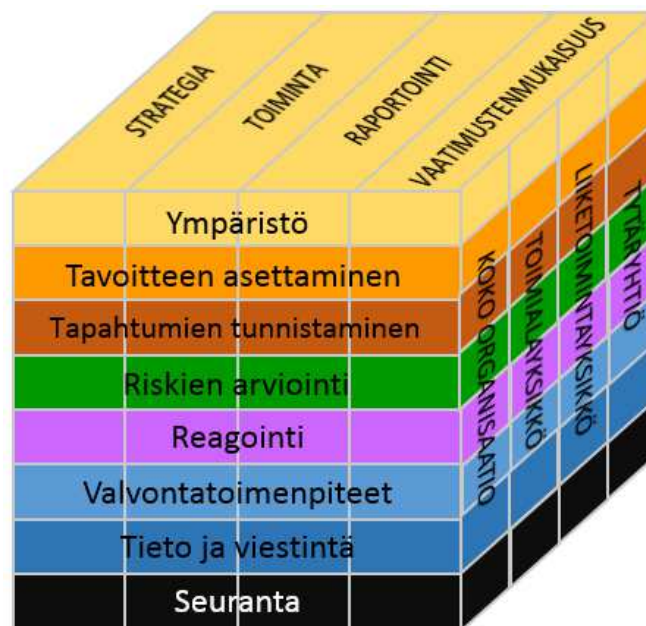 STRATEGIA
TOIMINTA
RAPORTOINTI
VAATIMUSTENMUKAISUUS
Ympäristö
Tavoitteen asettaminen
Tapahtumien tunnistaminen
Riskien arviointi
Reagointi
Valvontatoimenpiteet
Tieto ja viestintä
Seuranta
KOKO ORGANISAATIO
TOIMIALAYKSIKKÖ
LIIKETOIMINTAYKSIKKÖ
TYTÄRYHTIÖ